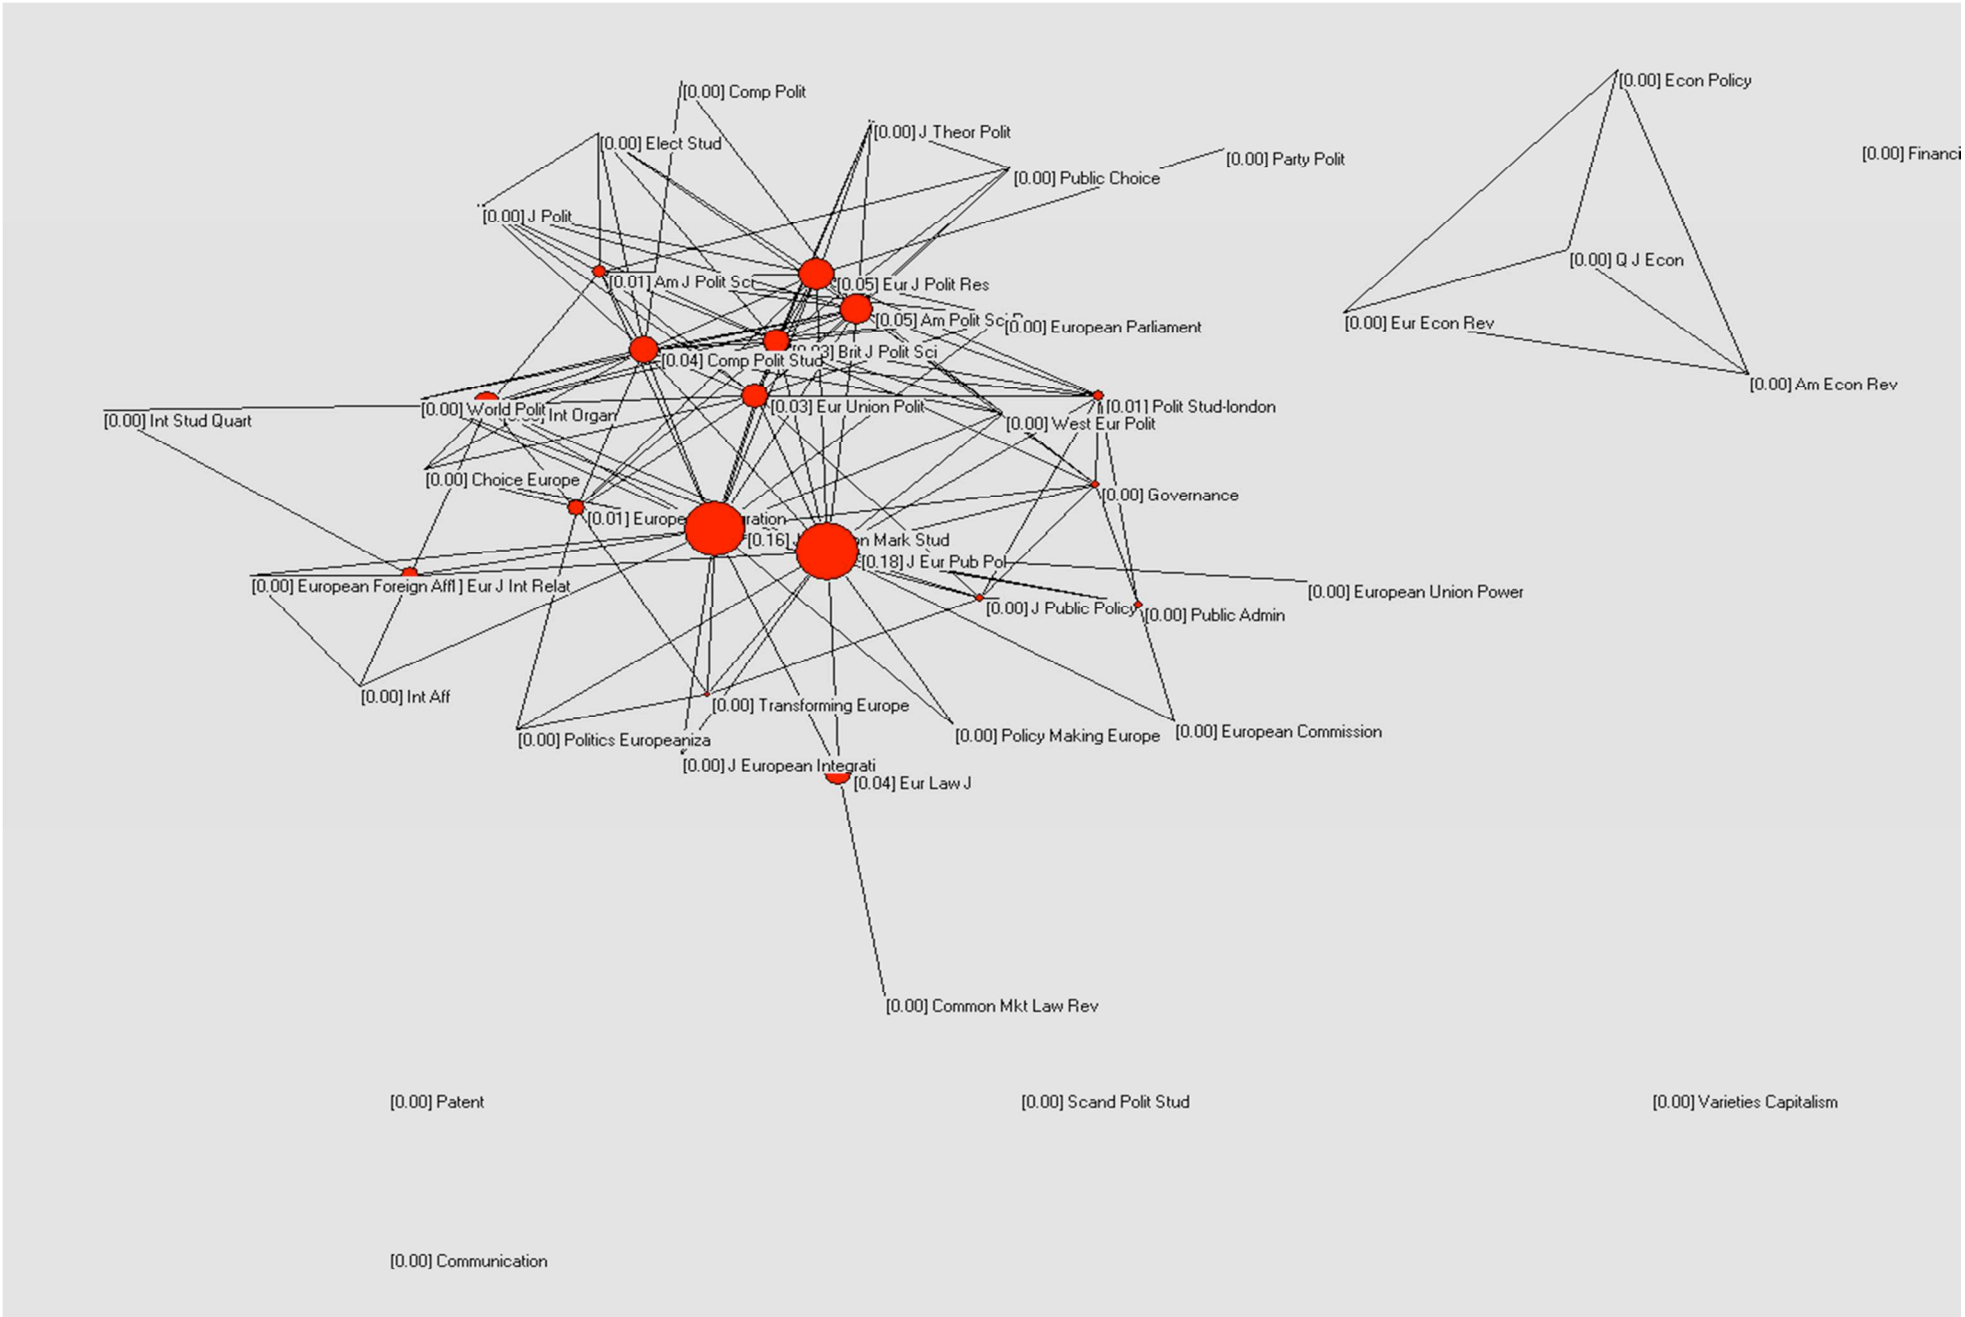 [0.00] Econ Policy
[0.00] Comp Polit
[0.00] J Theor Polit
[0.00] Elect Stud
[0.00] Financi
[0.00] Party Polit
[0.00] Public Choice
[0.00] J Polit
[0.00] Q J Econ
[0.01] Am J Polit Sci
[0.05] Eur J Polit Res
[0.05] Am Polit Sci
[0.00] Eur Econ Rev
[0.00] European Parliament
Brit J Polit Sci
[0.04] Comp Polit Stud
[0.00] Am Econ Rev
[0.03] Eur Union Polit
[0.01] Polit Stud-london
[0.00] World Polit
Int Organ
[0.00] Int Stud Quart
[0.00] West Eur Polit
[0.00] Choice Europe
[0.00] Governance
[0.01]
[0.16]
Mark Stud
[0.18] J Eur Pub Pol
[0.00] European Foreign Aff
] Eur J Int Relat
[0.00] European Union Power
[0.00] J Public Policy
[0.00] Public Admin
[0.00] Int Aff
[0.00] Transforming Europe
[0.00] European Commission
[0.00] Policy Making Europe
[0.00] Politics Europeaniza
[0.00] J European Integrati
[0.04] Eur Law J
[0.00] Common Mkt Law Rev
[0.00] Patent
[0.00] Scand Polit Stud
[0.00] Varieties Capitalism
[0.00] Communication